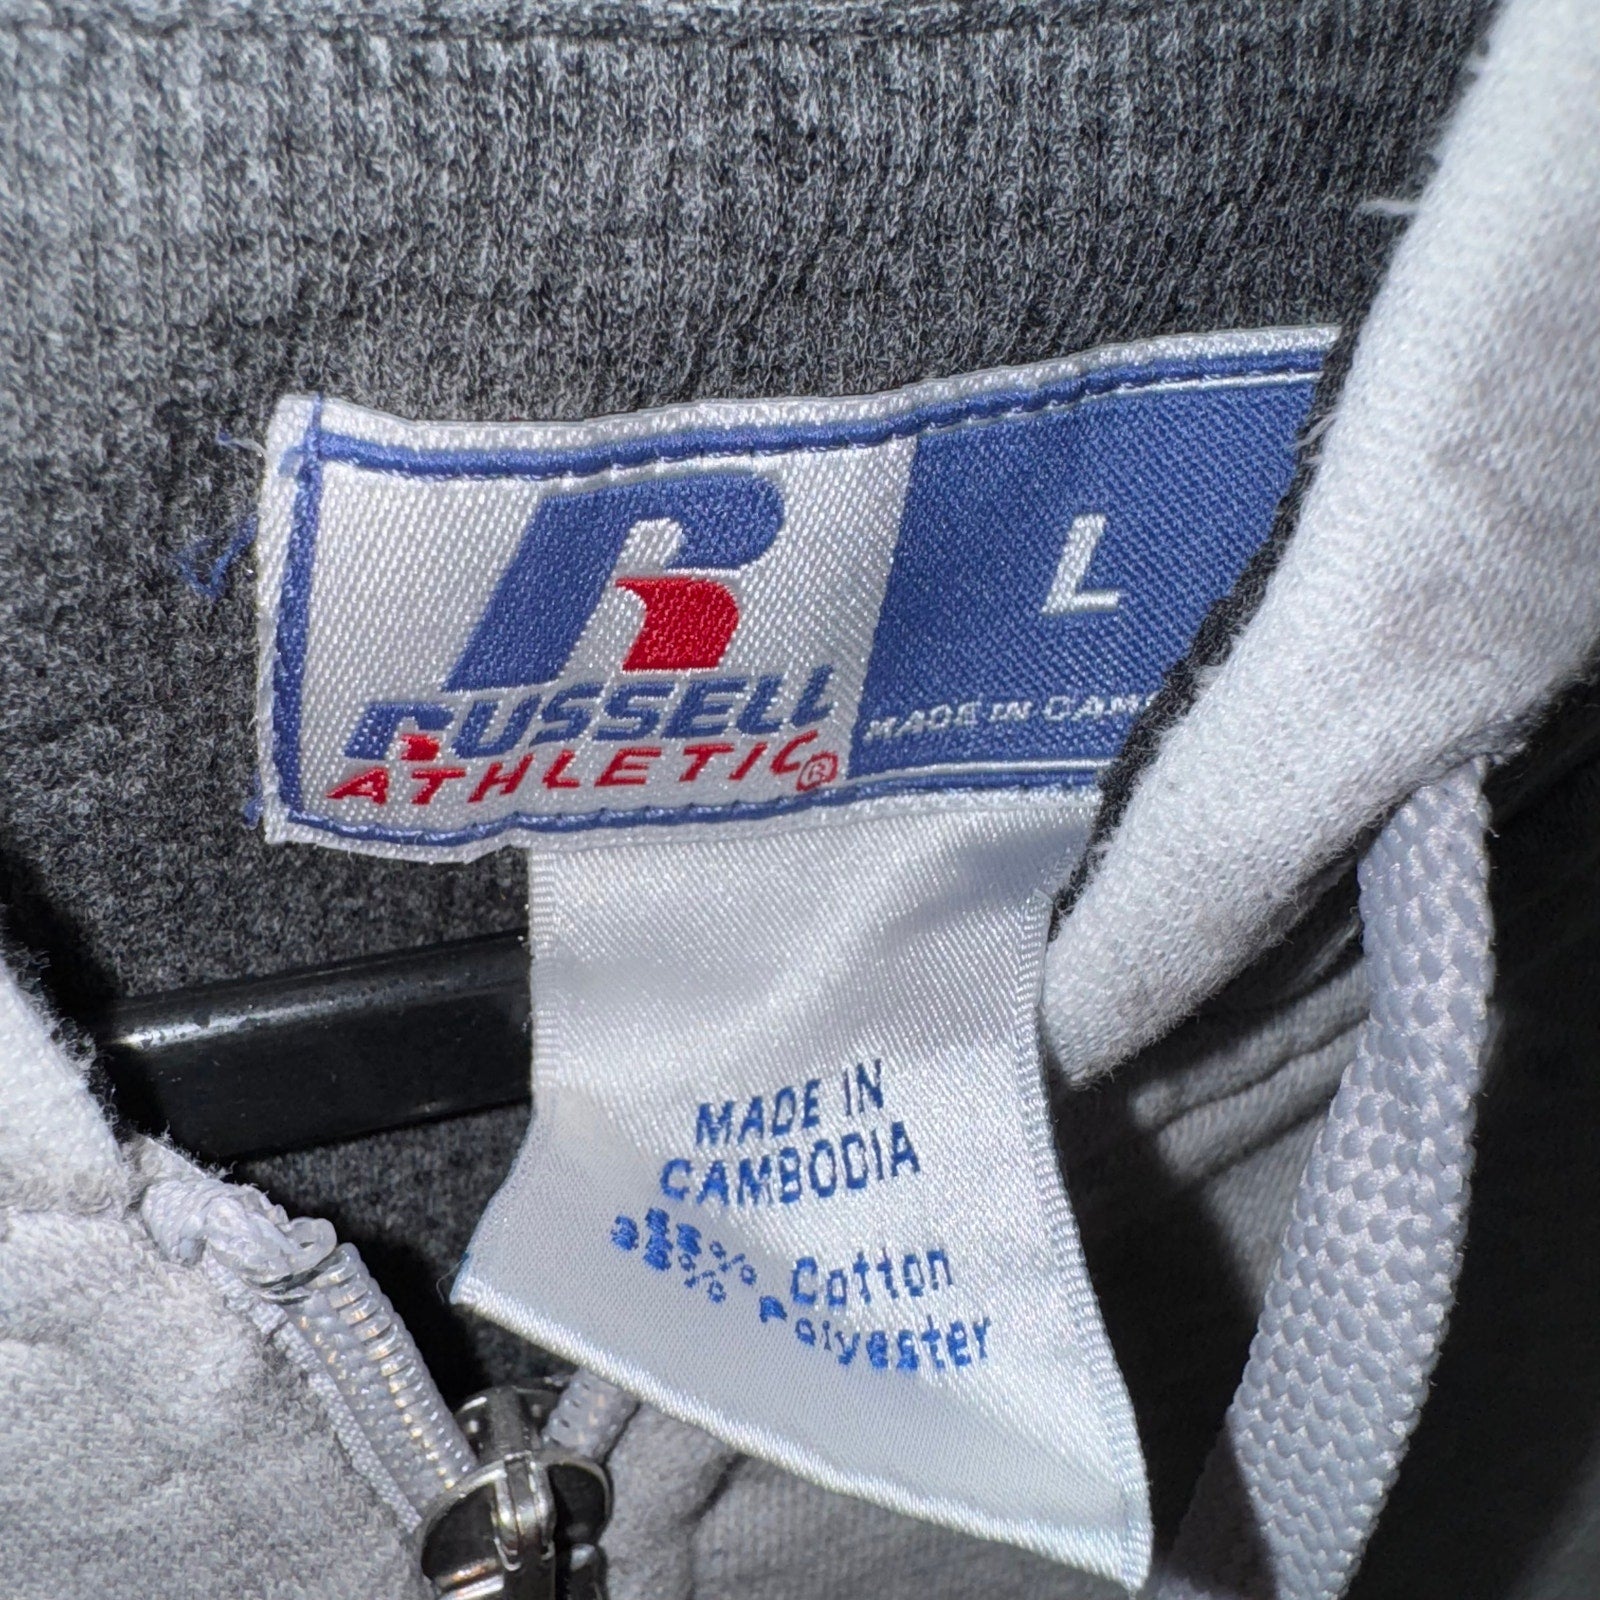 RUSSELL
ATHLETIC®
L
MADE IN CAM
MADE IN
CAMBODIA
Cotton
Polyester